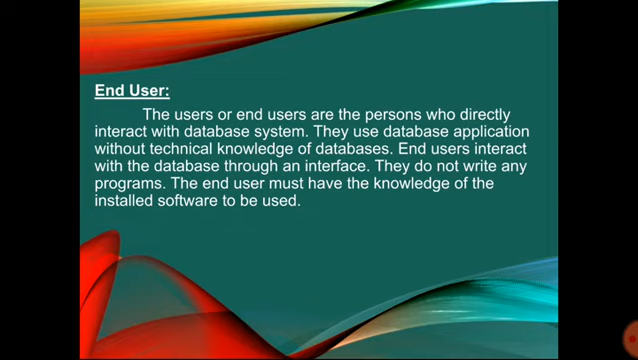 End User:
The users or end users are the persons who directly
interact with database system. They use database application
without technical knowledge of databases. End users interact
with the database through an interface. They do not write any
programs. The end user must have the knowledge of the
installed software to be used.